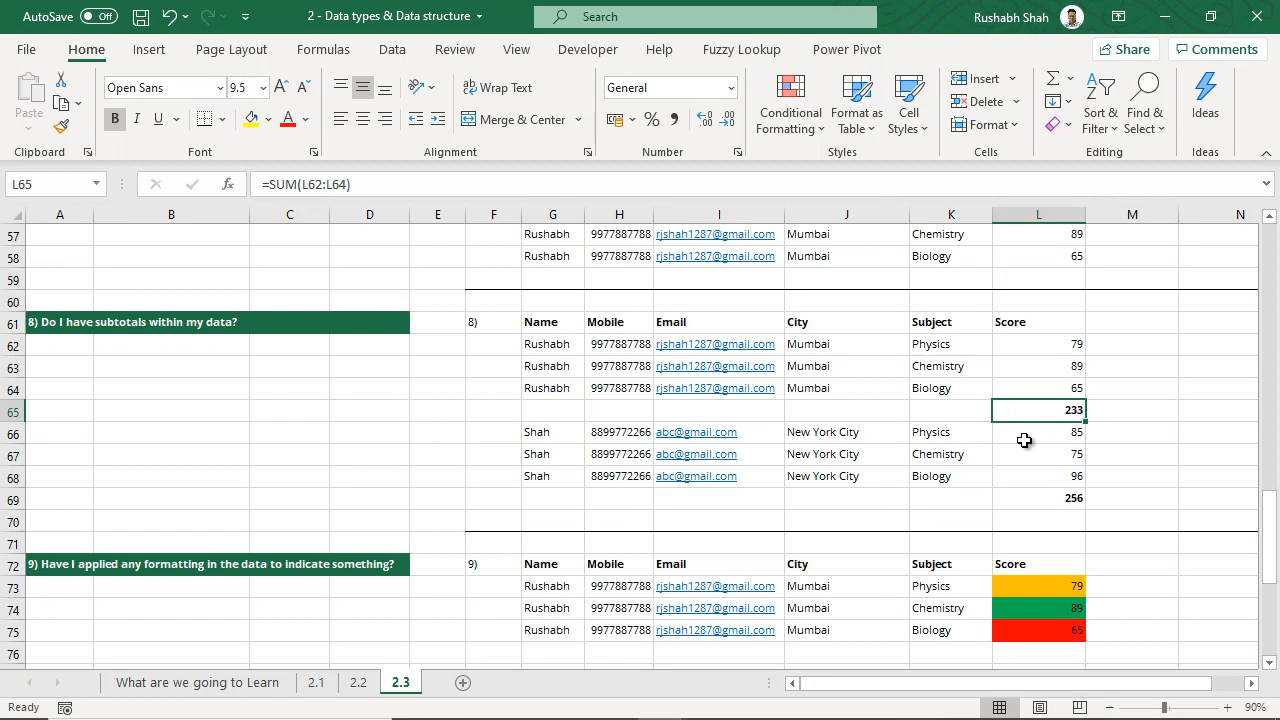 AutoSave Off 2 - Data types & Data structure Search Rushabh Shah
File Home Insert Page Layout Formulas Data Review View Developer Help Fuzzy Lookup Power Pivot Share Comments
Paste Open Sans 9.5 Wrap Text General Conditional Formatting Format as Table Cell Styles Insert Sort & Filter Find & Select Ideas
B I U Merge & Center % Delete
Format
Clipboard Font Alignment Number Styles Cells Editing Ideas
L65 fx =SUM(L62:L64)
A B C D E F G H I J K L M N
57 Rushabh 9977887788 rjshah1287@gmail.com Mumbai Chemistry 89
58 Rushabh 9977887788 rjshah1287@gmail.com Mumbai Biology 65
59
60
61 8) Do I have subtotals within my data? 8) Name Mobile Email City Subject Score
62 Rushabh 9977887788 rjshah1287@gmail.com Mumbai Physics 79
63 Rushabh 9977887788 rjshah1287@gmail.com Mumbai Chemistry 89
64 Rushabh 9977887788 rjshah1287@gmail.com Mumbai Biology 65
65 233
66 Shah 8899772266 abc@gmail.com New York City Physics 85
67 Shah 8899772266 abc@gmail.com New York City Chemistry 75
68 Shah 8899772266 abc@gmail.com New York City Biology 96
69 256
70
71
72 9) Have I applied any formatting in the data to indicate something? 9) Name Mobile Email City Subject Score
73 Rushabh 9977887788 rjshah1287@gmail.com Mumbai Physics 79
74 Rushabh 9977887788 rjshah1287@gmail.com Mumbai Chemistry 89
75 Rushabh 9977887788 rjshah1287@gmail.com Mumbai Biology 65
76
What are we going to Learn 2.1 2.2 2.3
Ready 90%